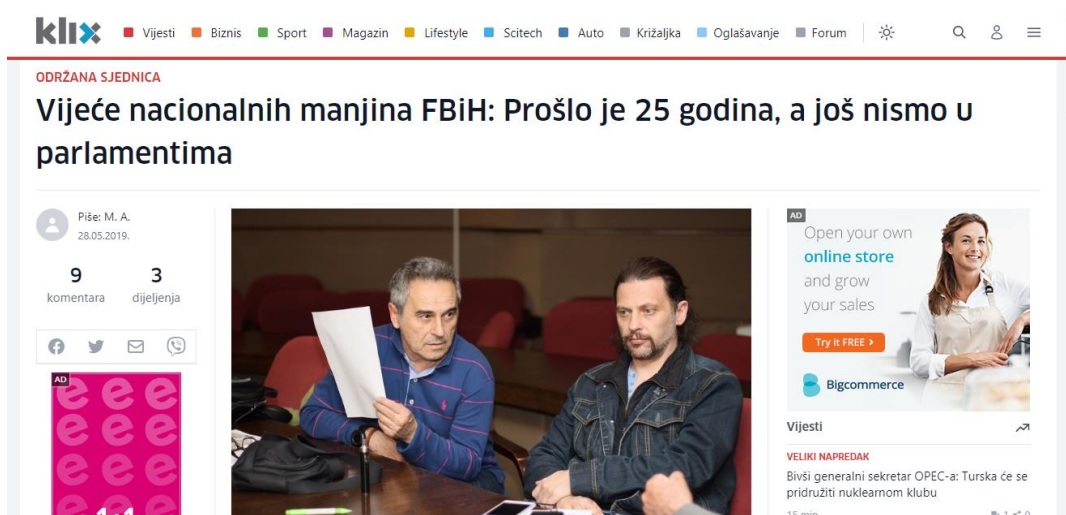 klix
Vijesti Biznis Sport Magazin Lifestyle Scitech Auto Križaljka Oglašavanje Forum
ODRŽANA SJEDNICA
Vijeće nacionalnih manjina FBiH: Prošlo je 25 godina, a još nismo u
parlamentima
Piše: M. A.
28.05.2019.
9 3
komentara dijeljenja
AD
e e e
e e e
e e e
AD
Open your own
online store
and grow
your sales
Try it FREE >
Bigcommerce
Vijesti
VELIKI NAPREDAK
Bivši generalni sekretar OPEC-a: Turska će se
pridružiti nuklearnom klubu
15 min